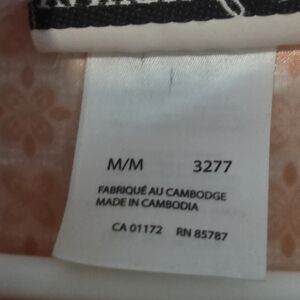 M/M 3277
FABRIQUÉ AU CAMBODGE
MADE IN CAMBODIA
CA 01172 RN 85787